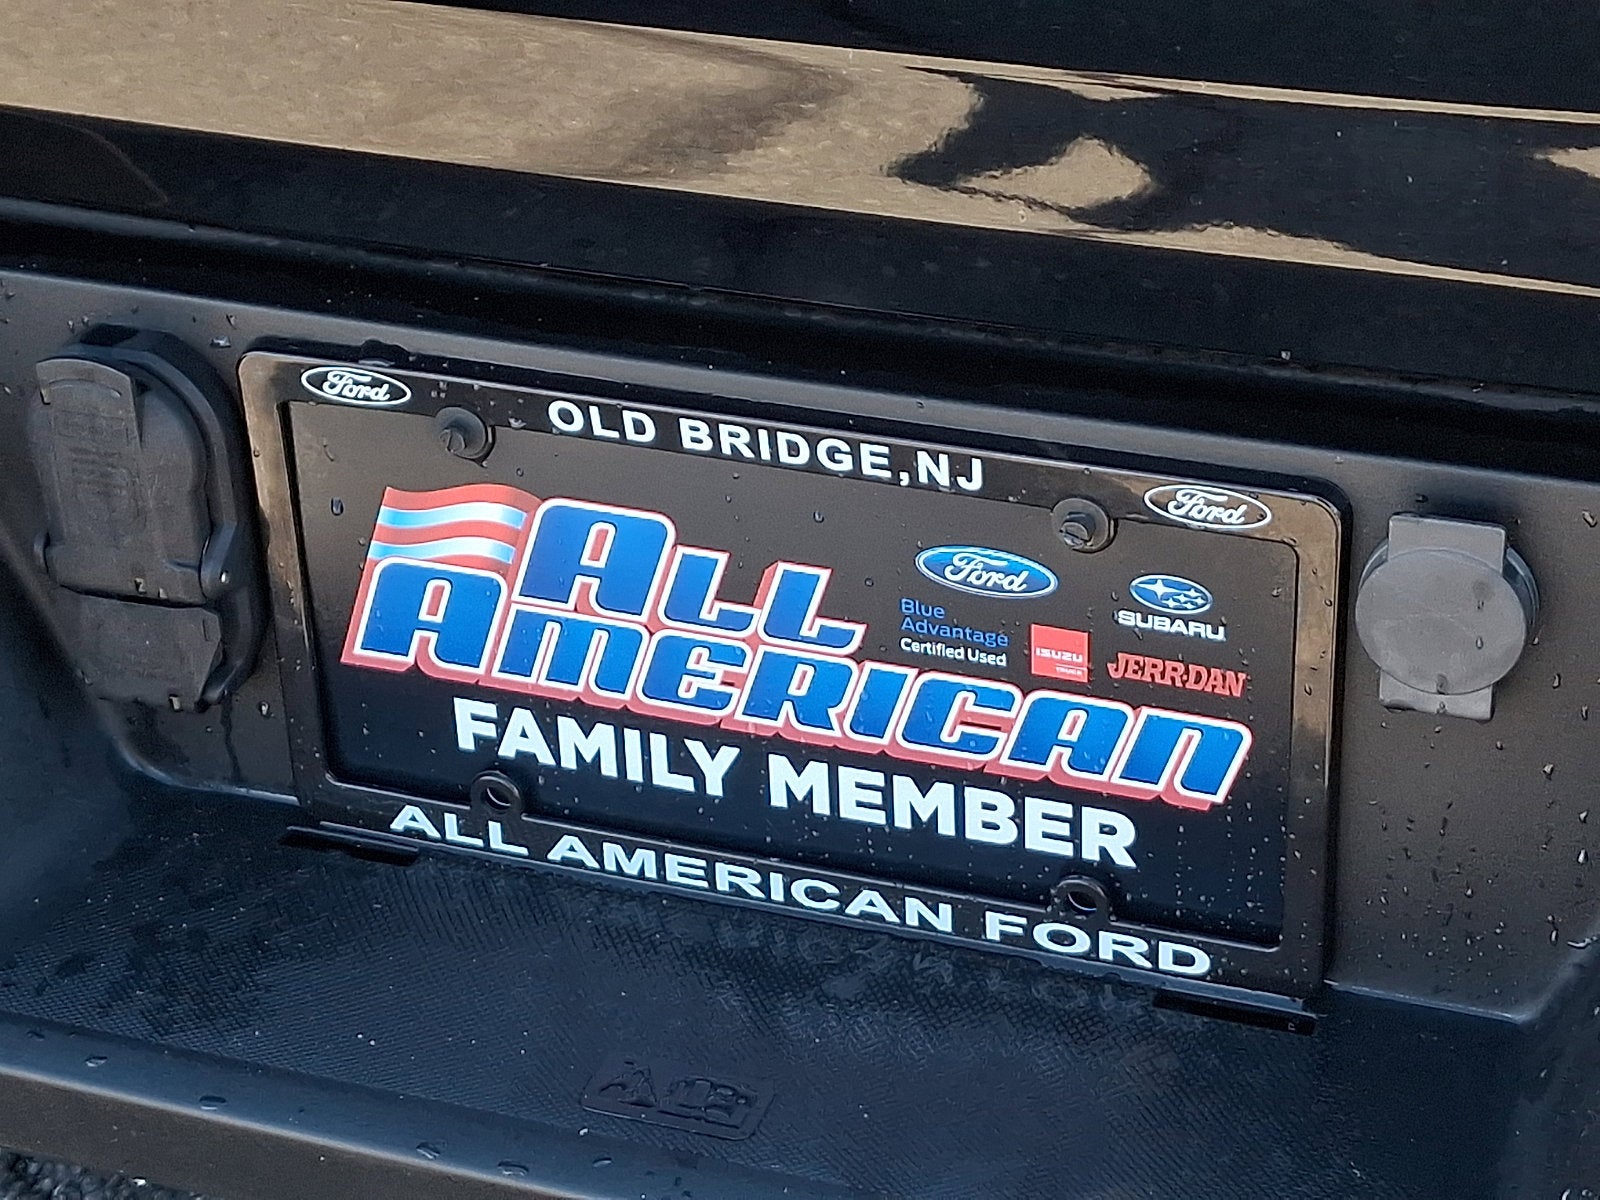 Ford
OLD BRIDGE, NJ
Ford
ALL
AMERICAN
FAMILY MEMBER
Ford
Blue
Advantage
Certified Used
SUBARU
ISUZU
TRUCK
JERR-DAN
ALL AMERICAN FORD